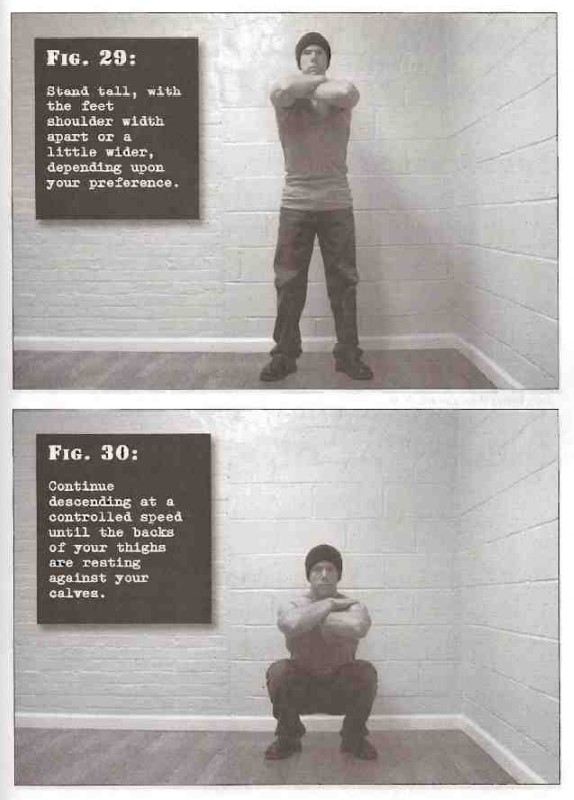 FIG. 29:
Stand tall, with
the feet
shoulder width
apart or a
little wider,
depending upon
your preference.
FIG. 30:
Continue
descending at a
controlled speed
until the backs
of your thighs
are resting
against your
calves.